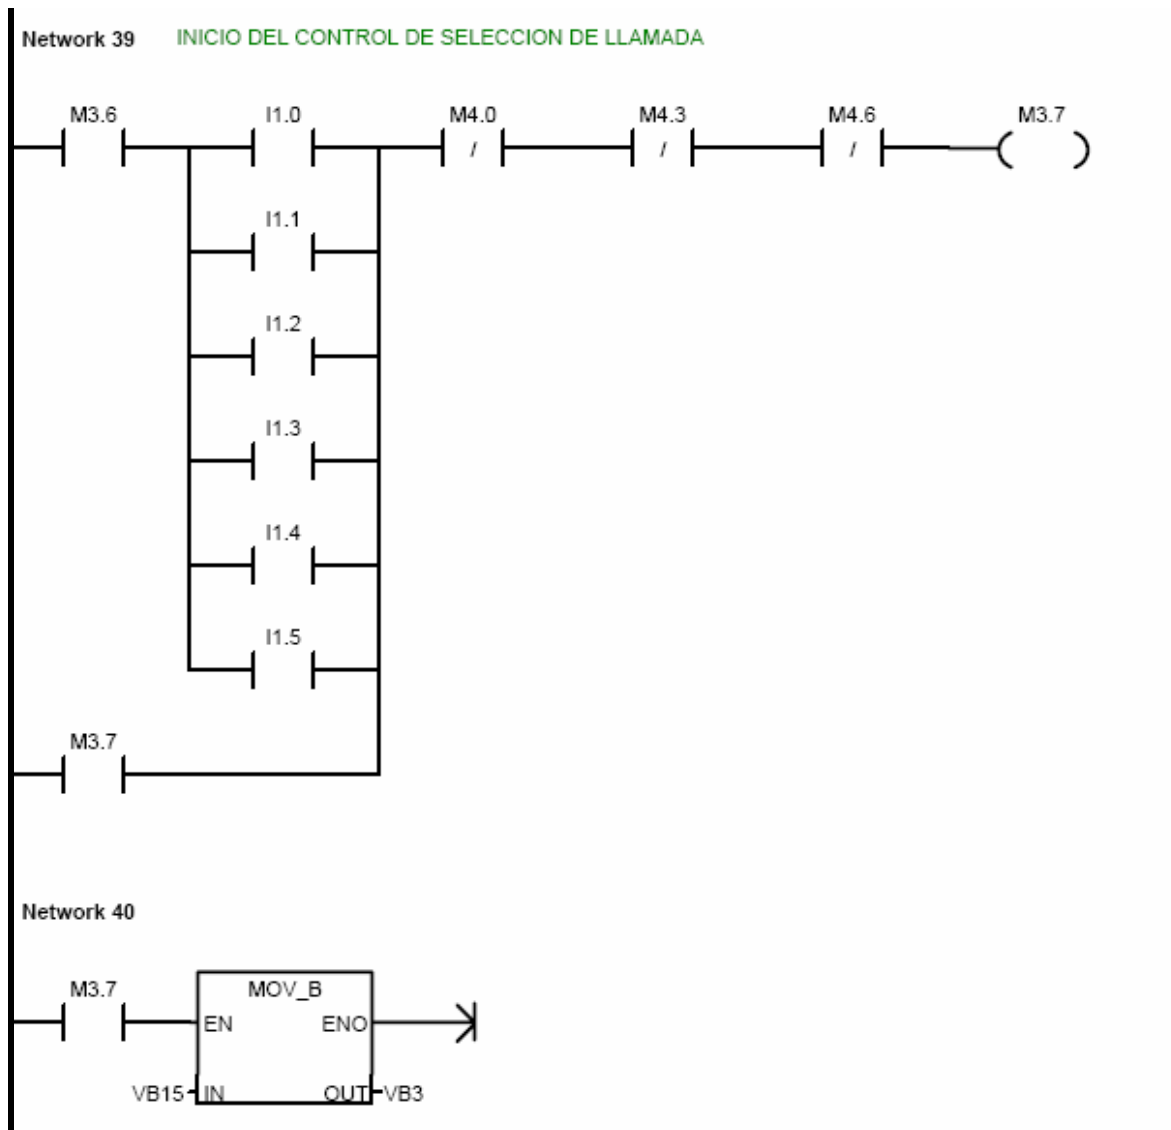 Network 39 INICIO DEL CONTROL DE SELECCION DE LLAMADA
M3.6 I1.0 M4.0 M4.3 M4.6 M3.7
/ / /
I1.1
I1.2
I1.3
I1.4
I1.5
M3.7
Network 40
M3.7 MOV_B
EN ENO
VB15 IN OUT VB3